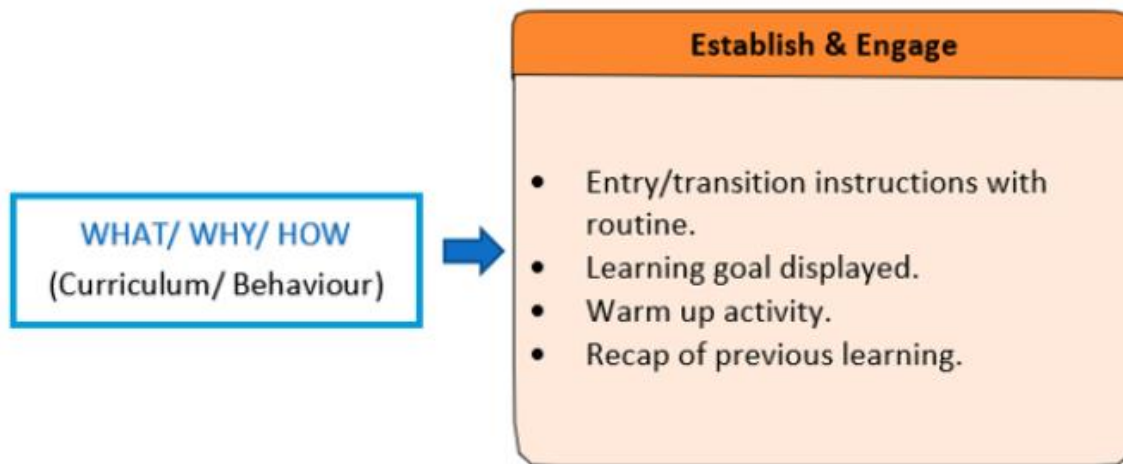 WHAT/ WHY/ HOW
(Curriculum/ Behaviour)
Establish & Engage
• Entry/transition instructions with
routine.
• Learning goal displayed.
• Warm up activity.
• Recap of previous learning.